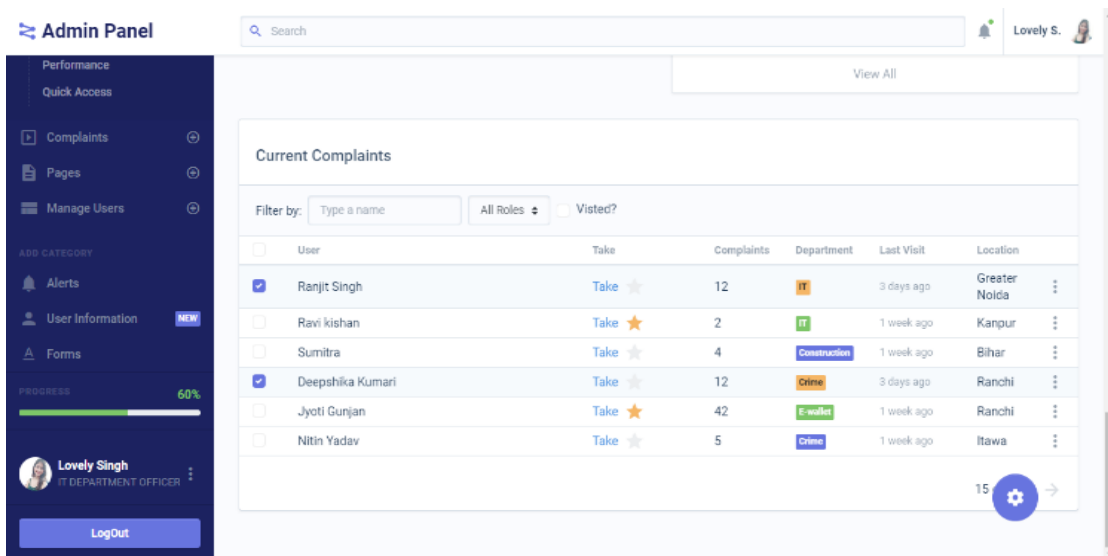 Admin Panel
Search
Lovely S.
Performance
Quick Access
Complaints
Pages
Manage Users
ADD CATEGORY
Alerts
User Information NEW
Forms
PROGRESS 60%
Lovely Singh
IT DEPARTMENT OFFICER
LogOut
View All
Current Complaints
Filter by: Type a name All Roles Visted?
User Take Complaints Department Last Visit Location
Ranjit Singh Take 12 IT 3 days ago Greater
Noida
Ravi kishan Take 2 IT 1 week ago Kanpur
Sumitra Take 4 Construction 1 week ago Bihar
Deepshika Kumari Take 12 Crime 3 days ago Ranchi
Jyoti Gunjan Take 42 E-wallet 1 week ago Ranchi
Nitin Yadav Take 5 Crime 1 week ago Itawa
15